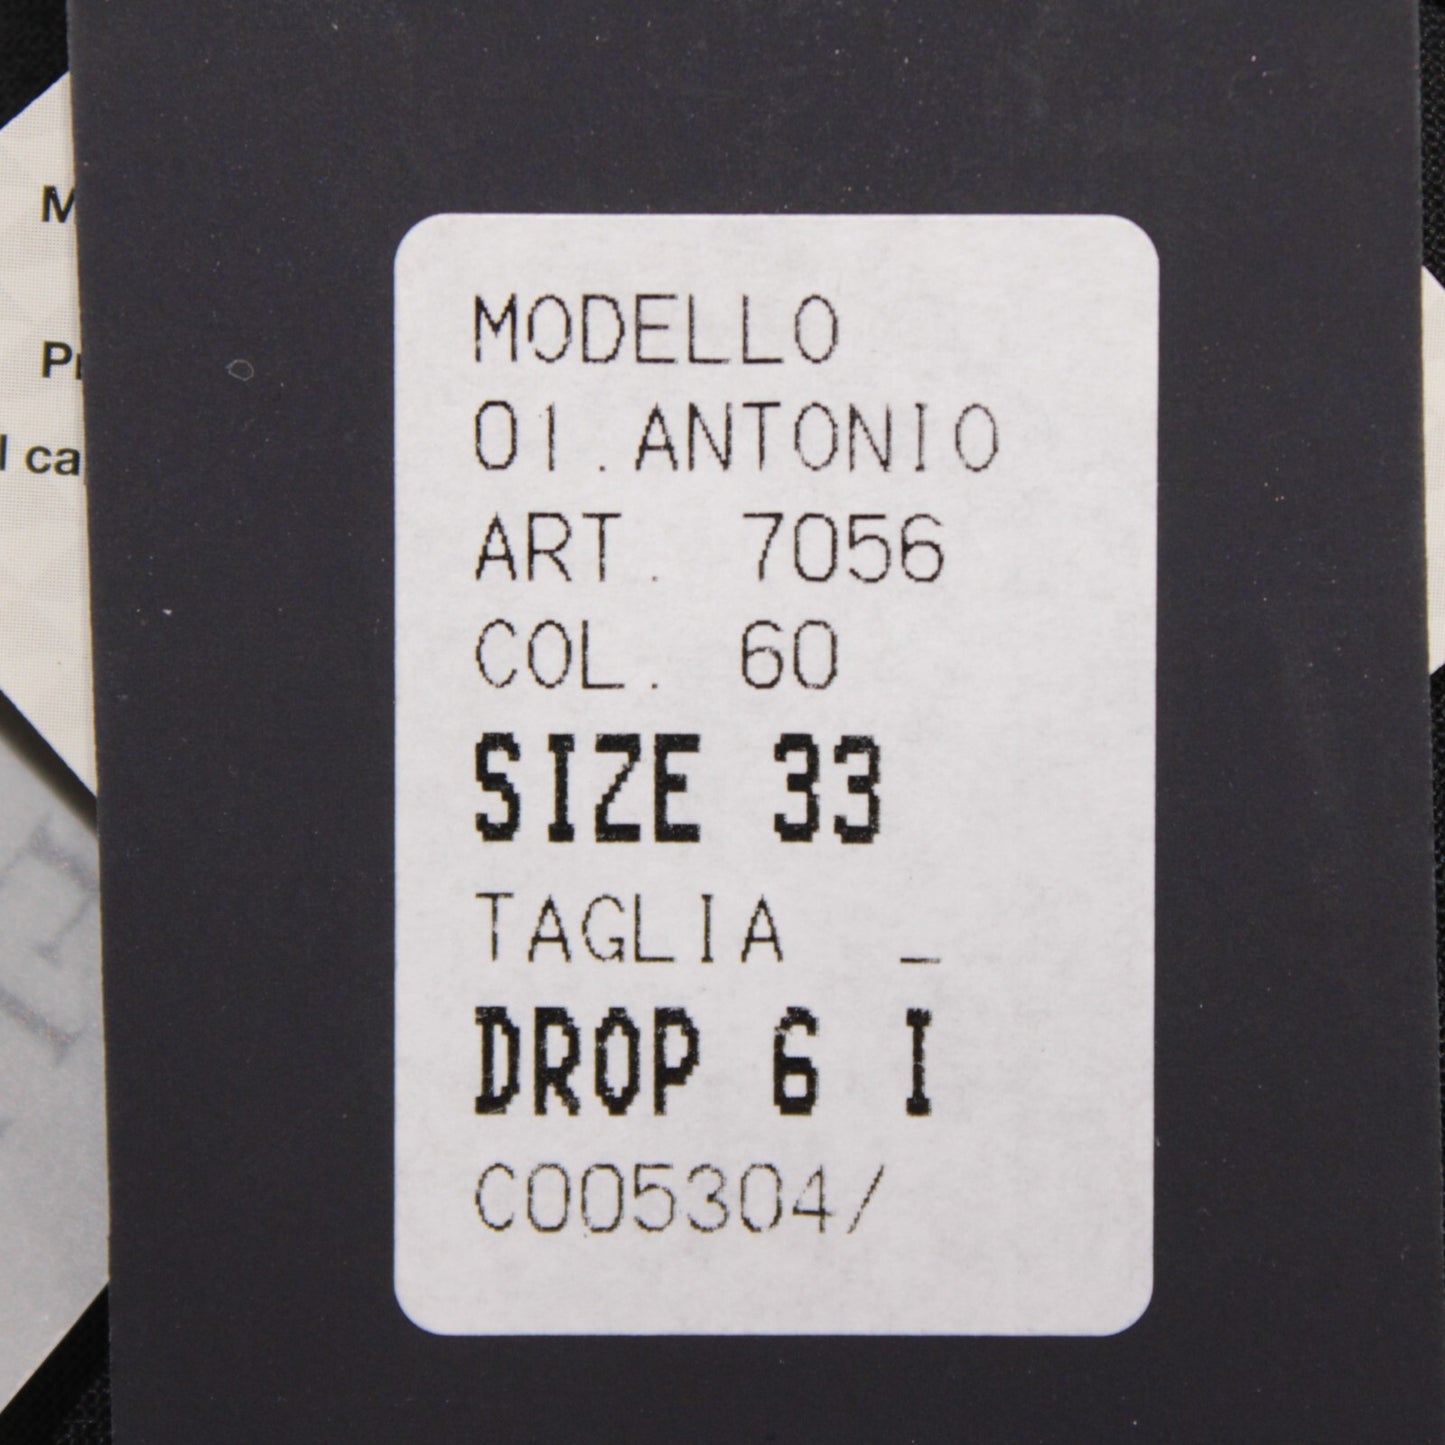 MODELLO
01.ANTONIO
ART. 7056
COL. 60
SIZE 33
TAGLIA _
DROP 6 I
C005304/